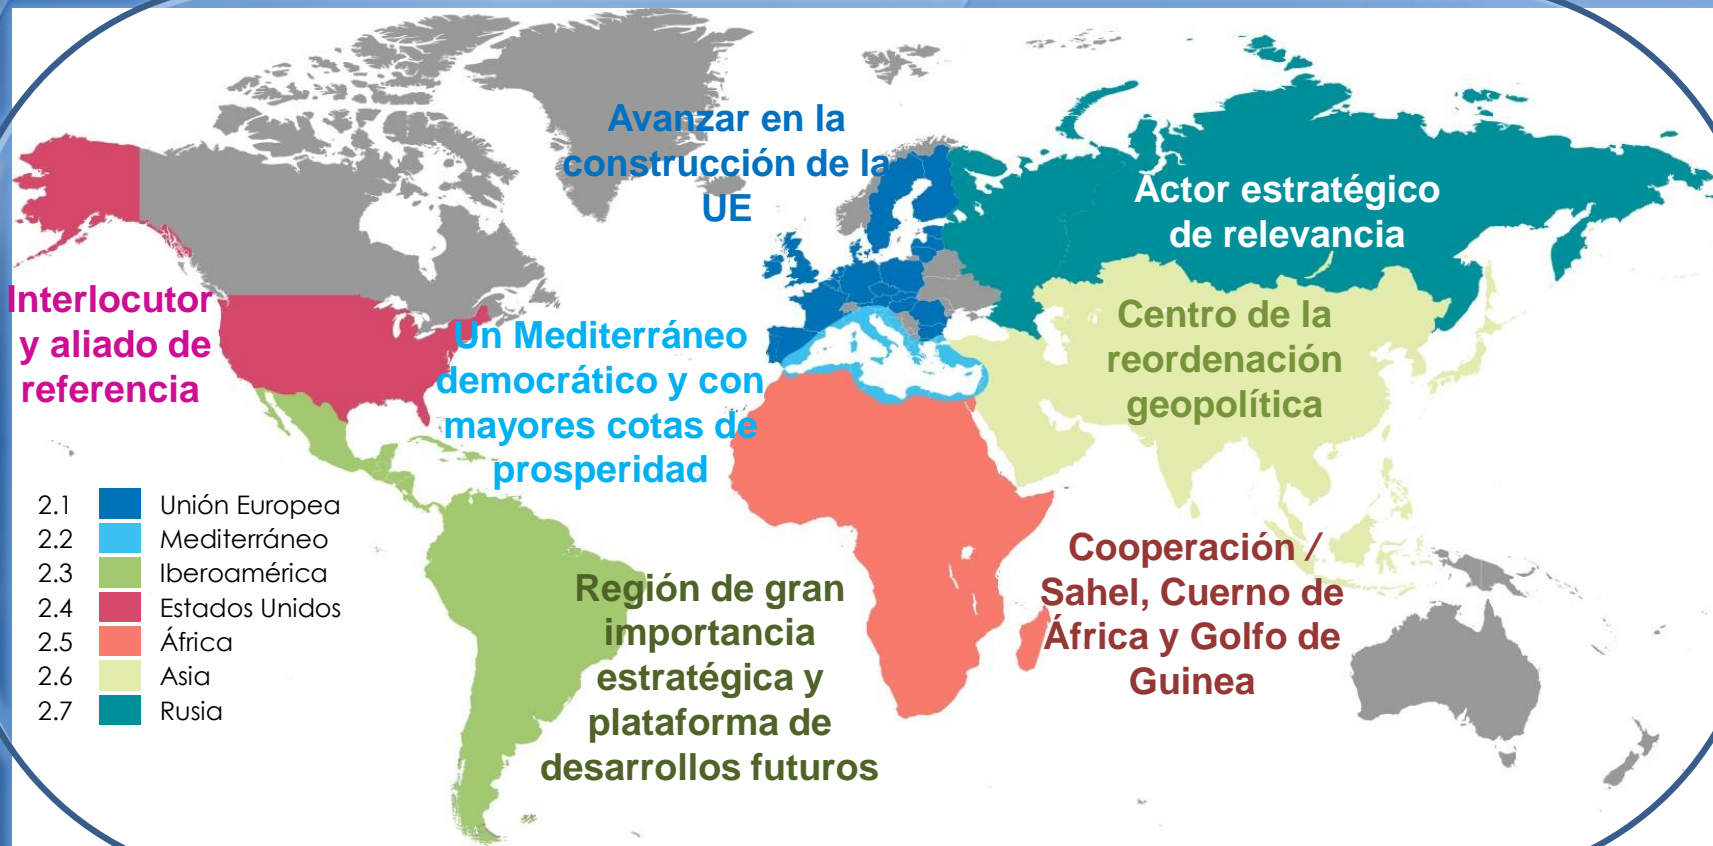 Avanzar en la
construcción de la
UE
Actor estratégico
de relevancia
Interlocutor
y aliado de
referencia
Un Mediterráneo
democrático y con
mayores cotas de
prosperidad
Centro de la
reordenación
geopolítica
2.1 Unión Europea
2.2 Mediterráneo
2.3 Iberoamérica
2.4 Estados Unidos
2.5 África
2.6 Asia
2.7 Rusia
Región de gran
importancia
estratégica y
plataforma de
desarrollos futuros
Cooperación /
Sahel, Cuerno de
África y Golfo de
Guinea